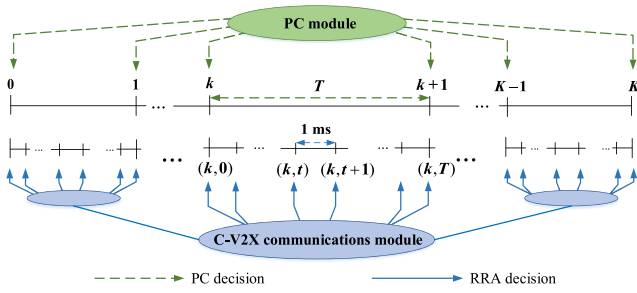 PC module
0 1 k T k+1 K−1 K
... ...
... ... 1 ms ... ...
... (k,0) ... (k,t) (k,t+1) ... (k,T) ...
C-V2X communications module
PC decision RRA decision